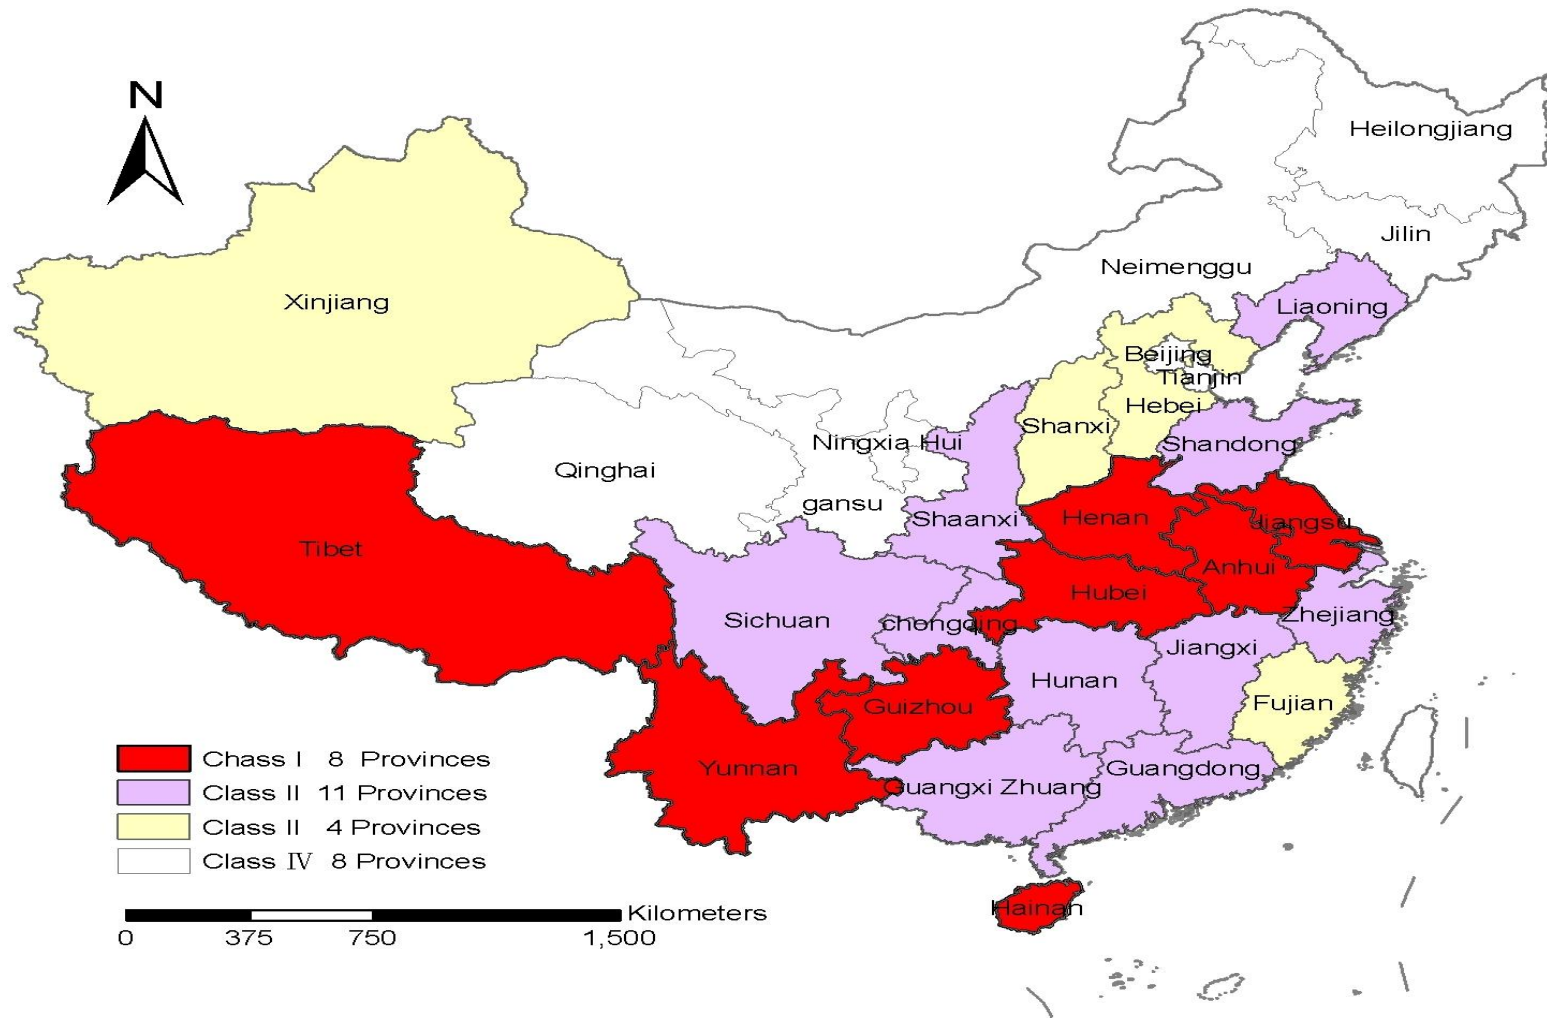 N
Heilongjiang
Jilin
Neimenggu
Liaoning
Xinjiang
Beijing
Tianjin
Hebei
Shanxi
Ningxia Hui
Shandong
Qinghai
gansu
Shaanxi
Henan
Jiangsu
Tibet
Anhui
Hubei
Zhejiang
Sichuan
chongqing
Jiangxi
Hunan
Fujian
Guizhou
Yunnan
Guangdong
Guangxi Zhuang
Hainan
Chass I 8 Provinces
Class II 11 Provinces
Class II 4 Provinces
Class Ⅳ 8 Provinces
Kilometers
0 375 750 1,500